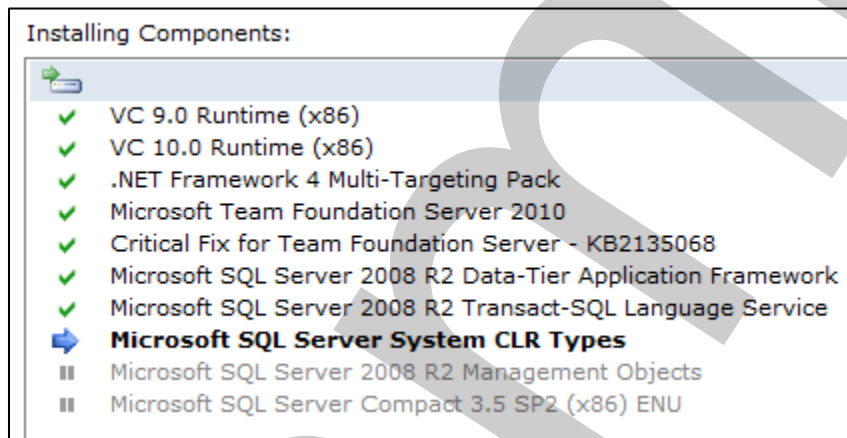 Installing Components:
VC 9.0 Runtime (x86)
VC 10.0 Runtime (x86)
.NET Framework 4 Multi-Targeting Pack
Microsoft Team Foundation Server 2010
Critical Fix for Team Foundation Server - KB2135068
Microsoft SQL Server 2008 R2 Data-Tier Application Framework
Microsoft SQL Server 2008 R2 Transact-SQL Language Service
Microsoft SQL Server System CLR Types
Microsoft SQL Server 2008 R2 Management Objects
Microsoft SQL Server Compact 3.5 SP2 (x86) ENU